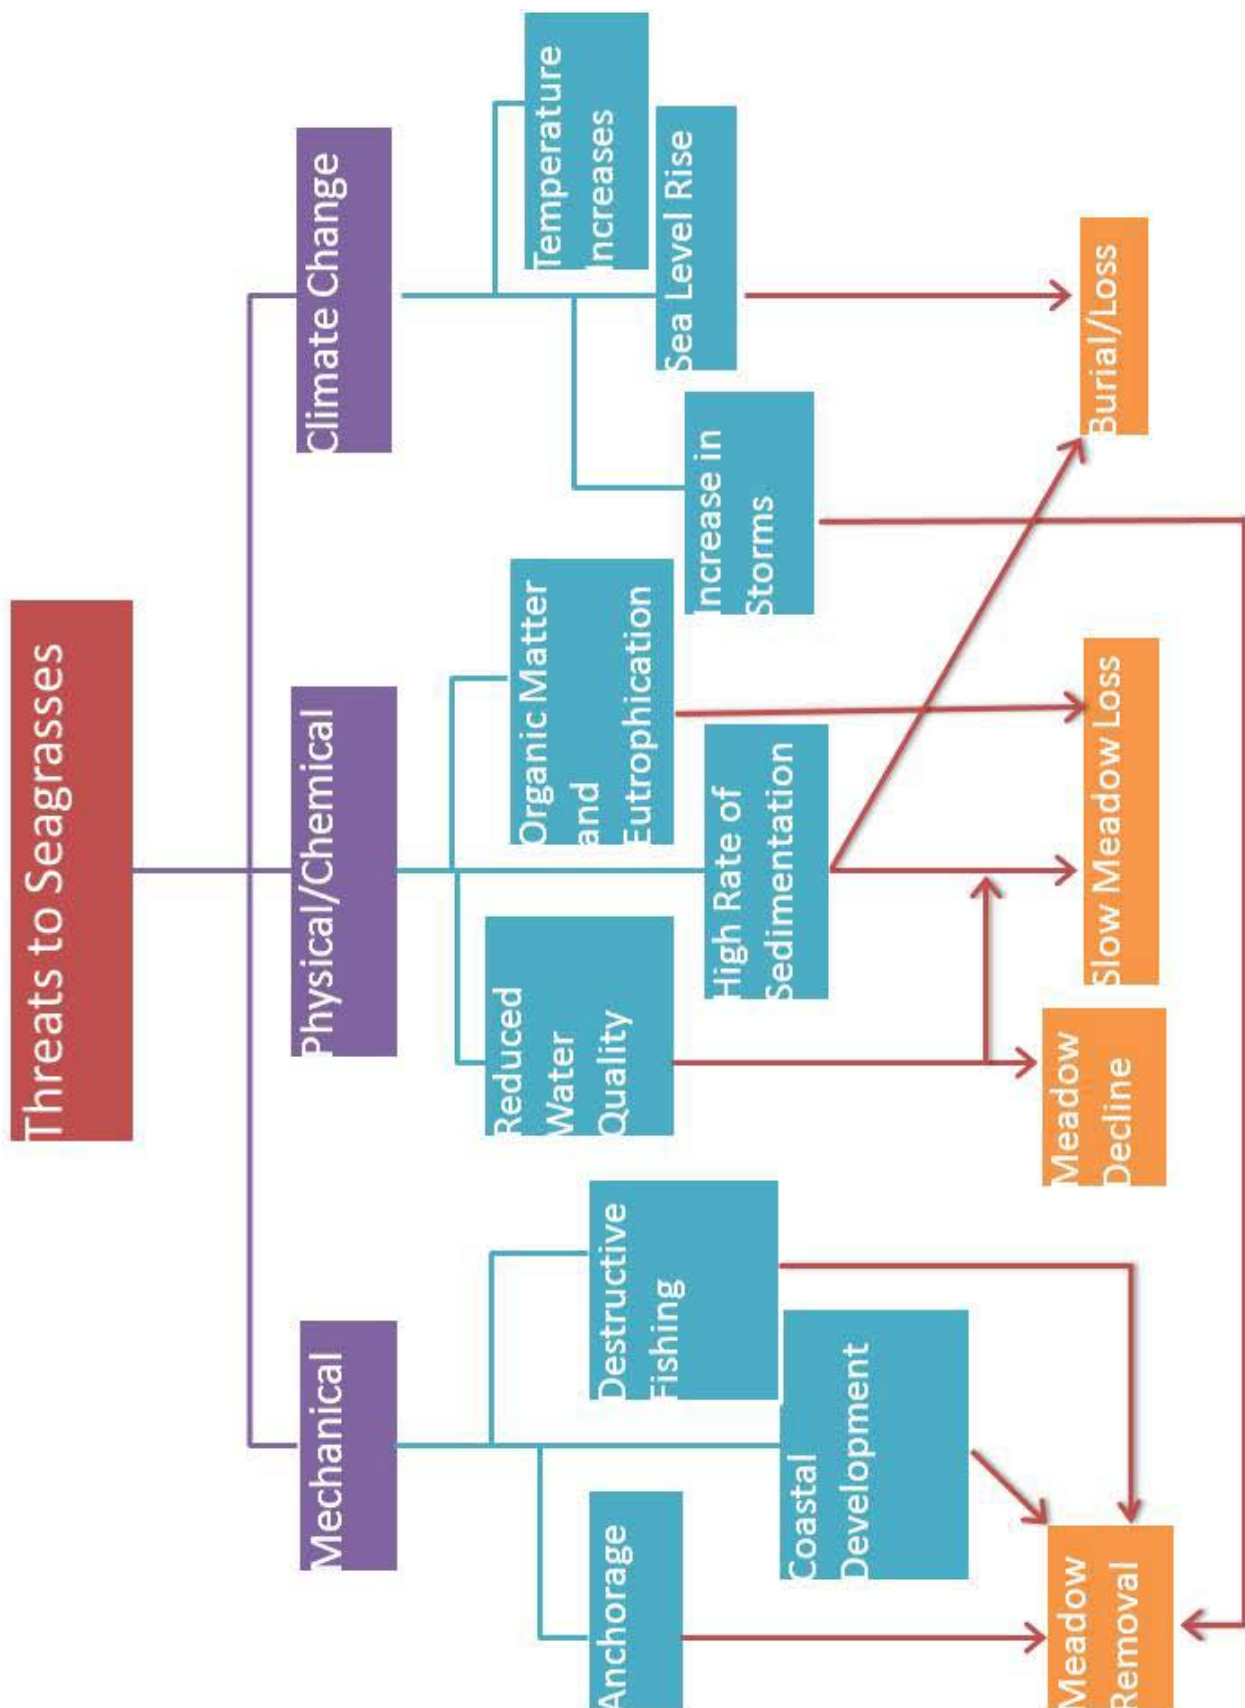 Threats to Seagrasses
Mechanical
Physical/Chemical
Climate Change
Anchorage
Coastal
Development
Destructive
Fishing
Reduced
Water
Quality
High Rate of
Sedimentation
Organic Matter
and
Eutrophication
Increase in
Storms
Sea Level Rise
Temperature
Increases
Meadow
Removal
Meadow
Decline
Slow Meadow Loss
Burial/Loss